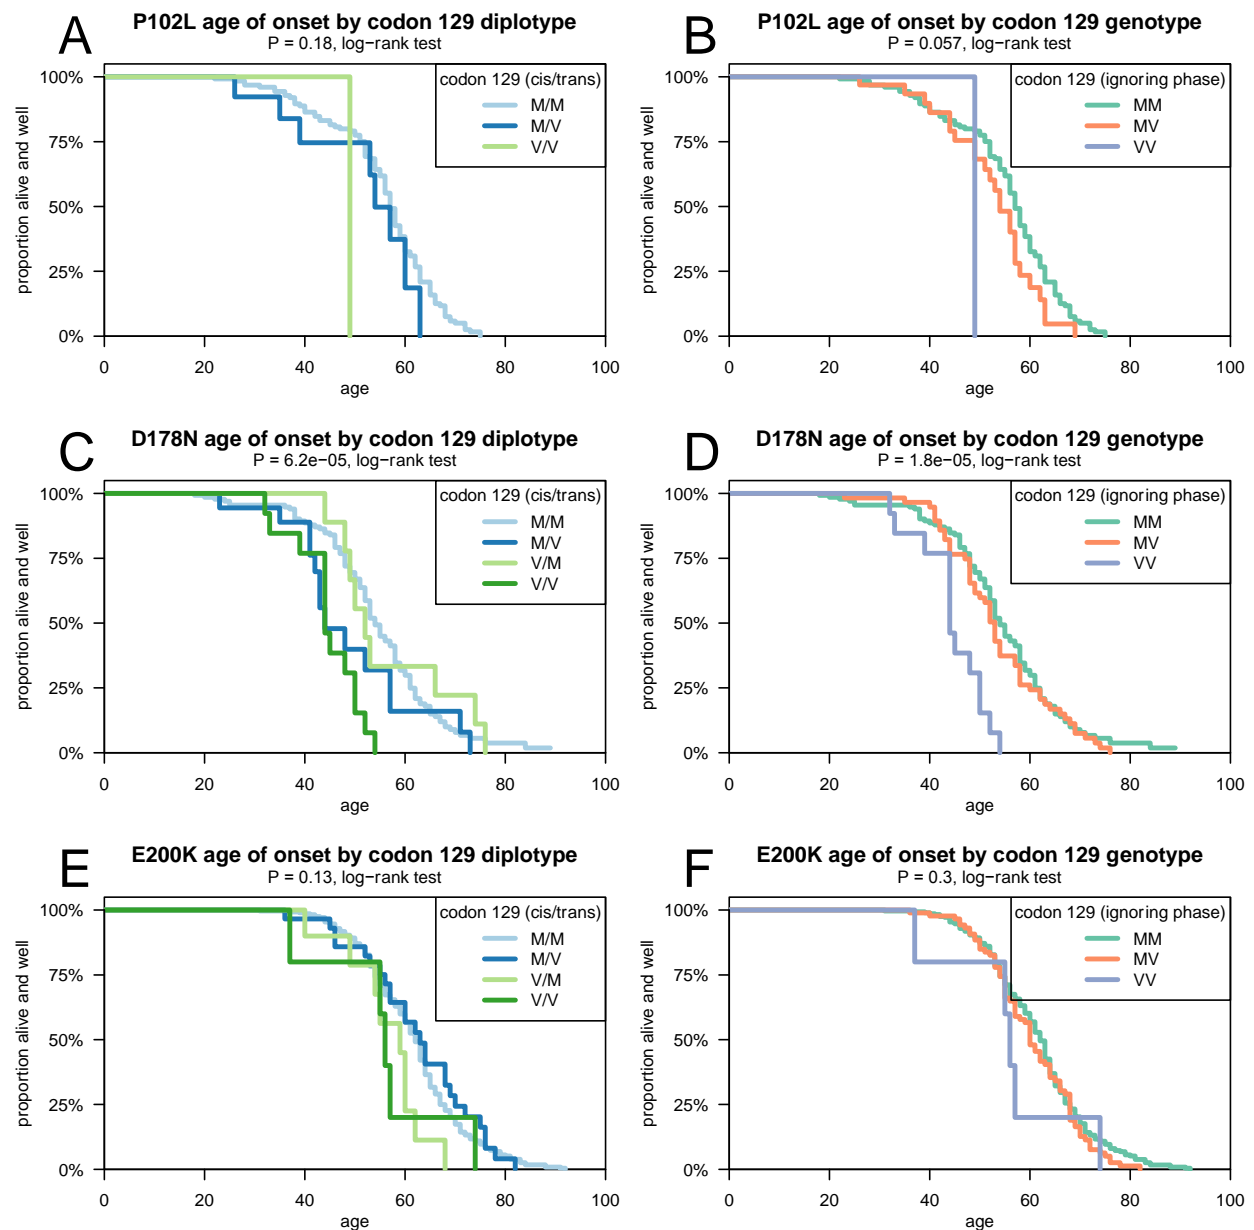 A
P102L age of onset by codon 129 diplotype
P = 0.18, log−rank test
proportion alive and well
100%
75%
50%
25%
0%
codon 129 (cis/trans)
M/M
M/V
V/V
0 20 40 60 80 100
age
B
P102L age of onset by codon 129 genotype
P = 0.057, log−rank test
proportion alive and well
100%
75%
50%
25%
0%
codon 129 (ignoring phase)
MM
MV
VV
0 20 40 60 80 100
age
C
D178N age of onset by codon 129 diplotype
P = 6.2e−05, log−rank test
proportion alive and well
100%
75%
50%
25%
0%
codon 129 (cis/trans)
M/M
M/V
V/M
V/V
0 20 40 60 80 100
age
D
D178N age of onset by codon 129 genotype
P = 1.8e−05, log−rank test
proportion alive and well
100%
75%
50%
25%
0%
codon 129 (ignoring phase)
MM
MV
VV
0 20 40 60 80 100
age
E
E200K age of onset by codon 129 diplotype
P = 0.13, log−rank test
proportion alive and well
100%
75%
50%
25%
0%
codon 129 (cis/trans)
M/M
M/V
V/M
V/V
0 20 40 60 80 100
age
F
E200K age of onset by codon 129 genotype
P = 0.3, log−rank test
proportion alive and well
100%
75%
50%
25%
0%
codon 129 (ignoring phase)
MM
MV
VV
0 20 40 60 80 100
age